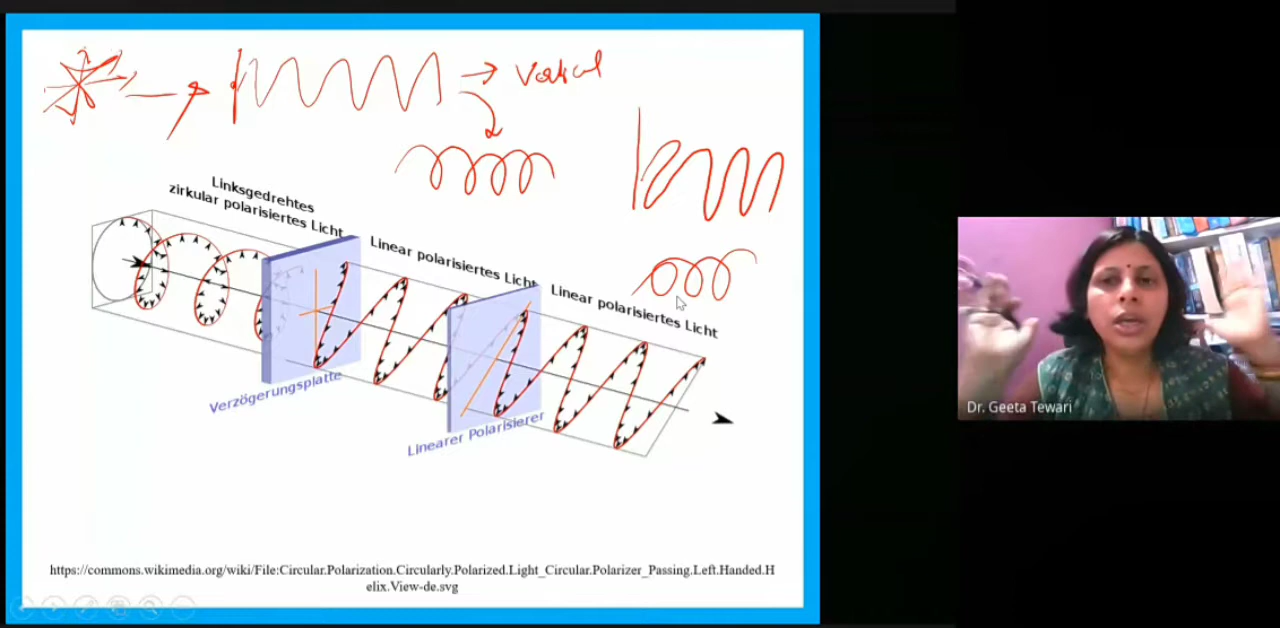 Vertical
Linksgedrehtes
zirkular polarisiertes Licht
Linear polarisiertes Licht
Linear polarisiertes Licht
Verzögerungsplatte
Linearer Polarisierer
Dr. Geeta Tewari
https://commons.wikimedia.org/wiki/File:Circular.Polarization.Circularly.Polarized.Light_Circular.Polarizer_Passing.Left.Handed.H
elix.View-de.svg